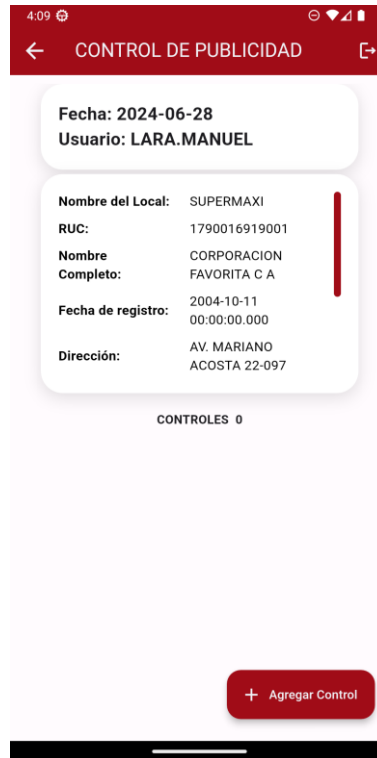 4:09
CONTROL DE PUBLICIDAD
Fecha: 2024-06-28
Usuario: LARA.MANUEL
Nombre del Local: SUPERMAXI
RUC: 1790016919001
Nombre Completo: CORPORACION FAVORITA C A
Fecha de registro: 2004-10-11 00:00:00.000
Dirección: AV. MARIANO ACOSTA 22-097
CONTROLES 0
+ Agregar Control